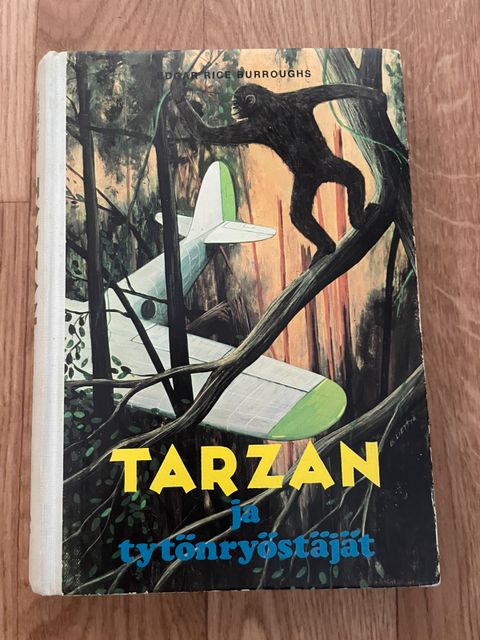 EDGAR RICE BURROUGHS
TARZAN
ja
tytönryöstäjät